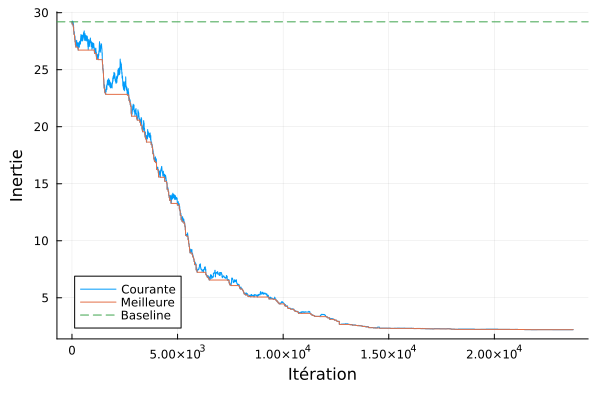 30
25
20
15
10
5
Inertie
Courante
Meilleure
Baseline
0 5.00×10³ 1.00×10⁴ 1.50×10⁴ 2.00×10⁴
Itération